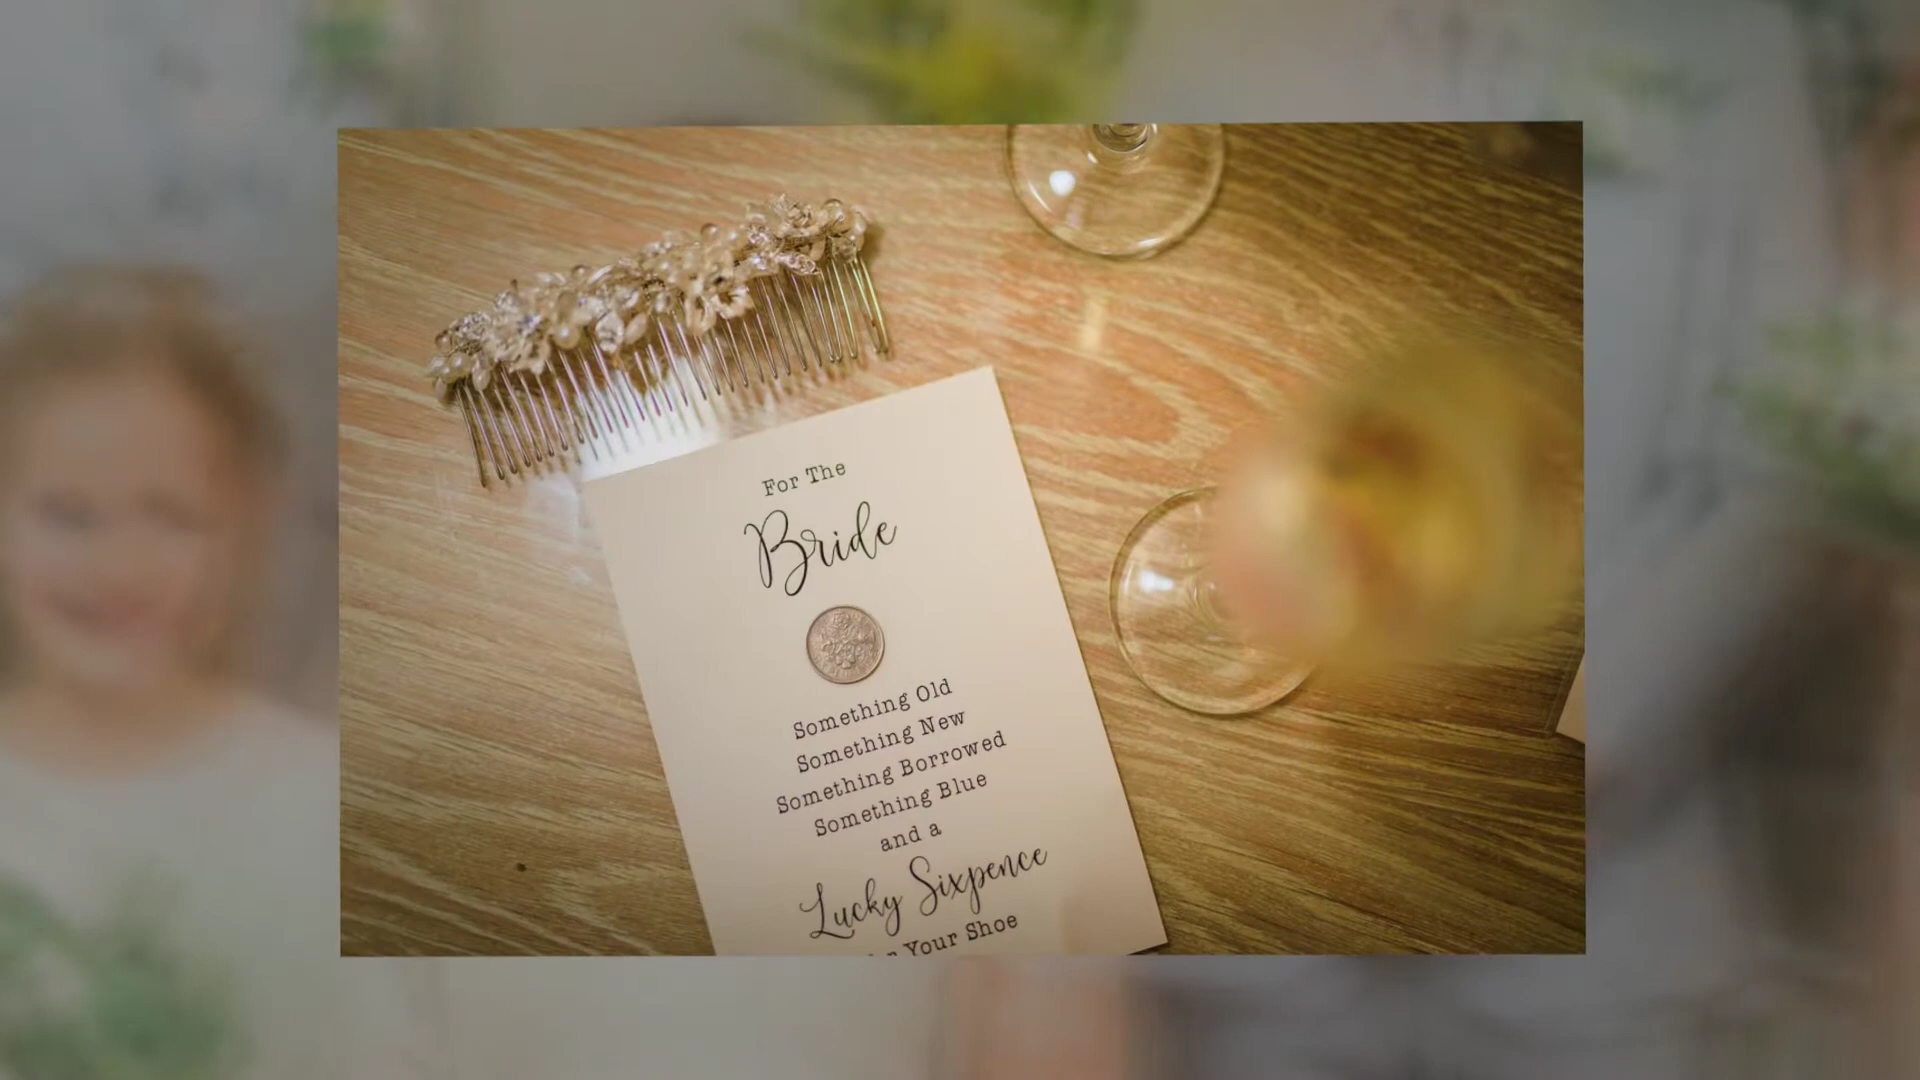 For The
Bride
Something Old
Something New
Something Borrowed
Something Blue
and a
Lucky Sixpence
Your Shoe